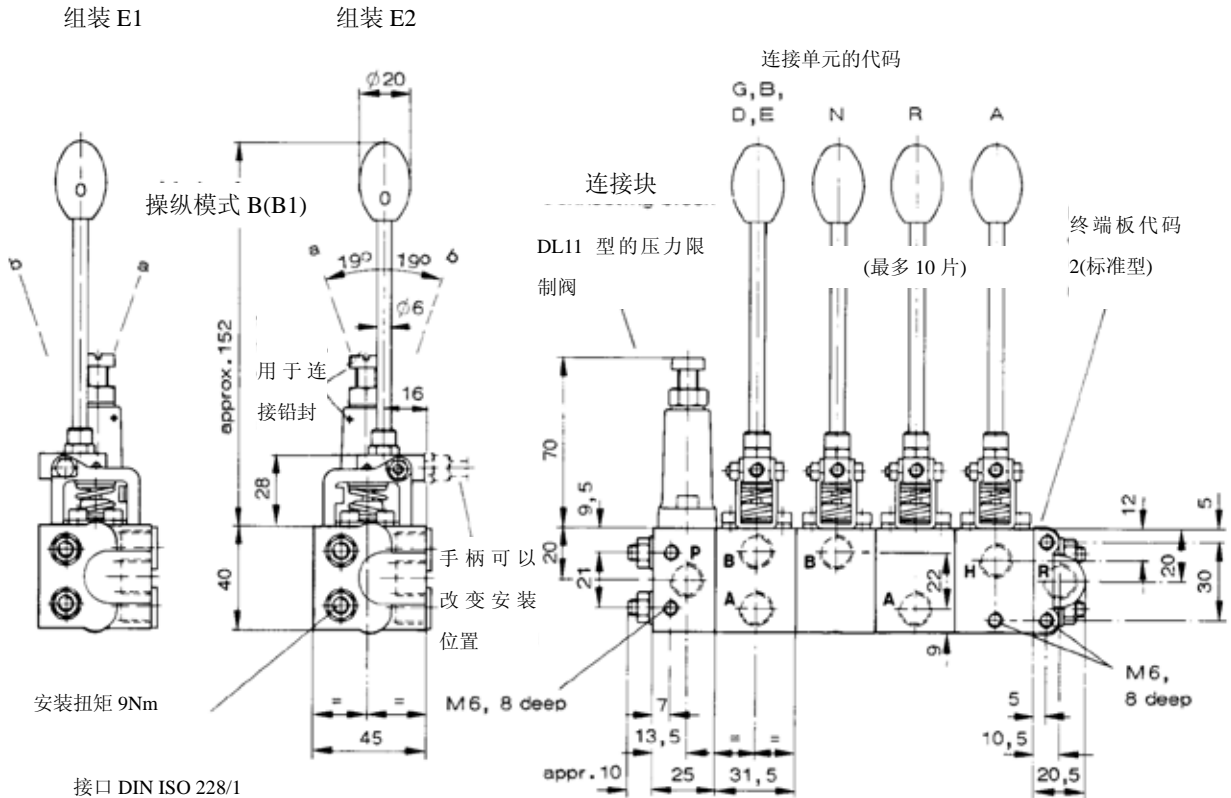 组装 E1
组装 E2
连接单元的代码
G,B,
D,E
N
R
A
⌀20
0
0
操纵模式 B(B1)
连接块
DL11 型的压力限
制阀
(最多 10 片)
终端板代码
2(标准型)
b
a
a
19° 19°
b
⌀6
approx.152
用于连
接铅封
16
28
40
手柄可以
改变安装
位置
70
9,5
20
21
P
B
A
B
A
22
H
R
12
5
20
30
9
安装扭矩 9Nm
= =
45
M6, 8 deep
7
13,5
= =
appr.10
25
31,5
M6,
8 deep
5
10,5
20,5
接口 DIN ISO 228/1